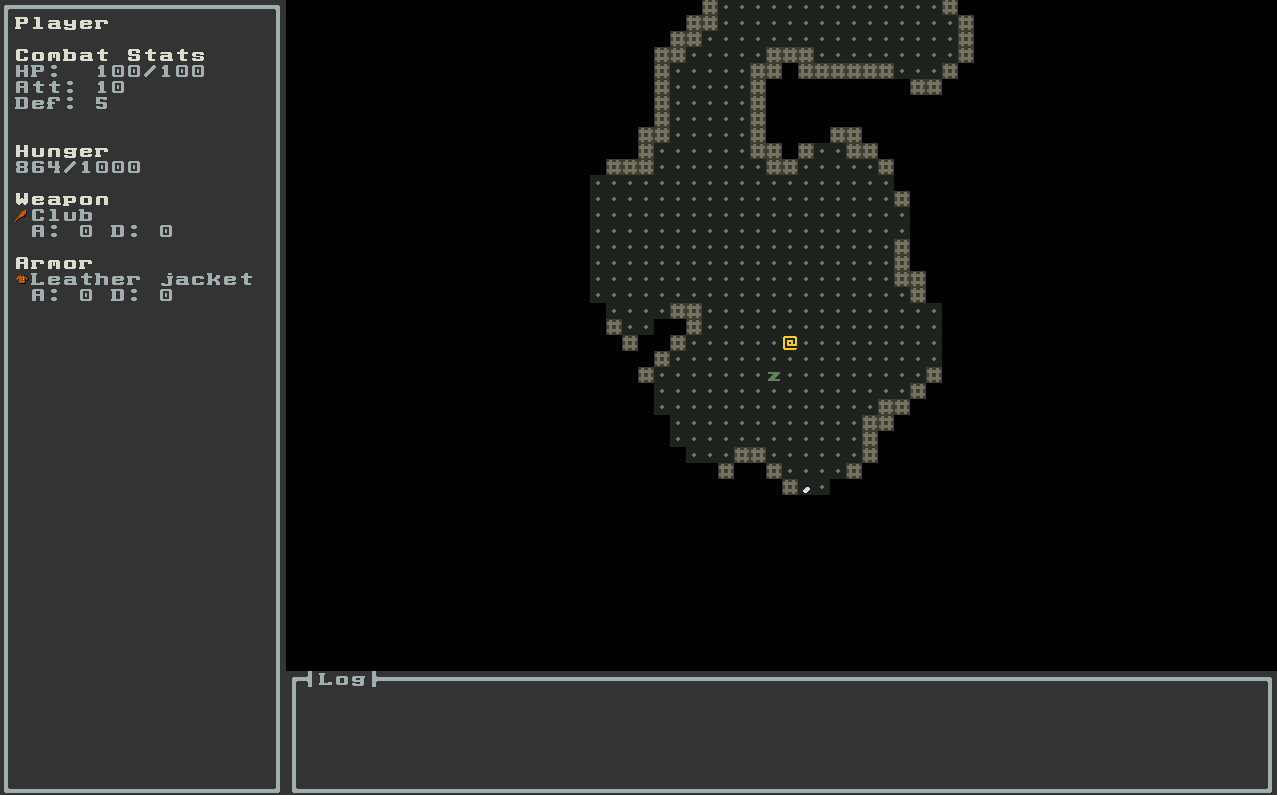 Player
Combat Stats
HP: 100/100
Att: 10
Def: 5
Hunger
864/1000
Weapon
Club
A: 0 D: 0
Armor
Leather jacket
A: 0 D: 0
@
z
Log